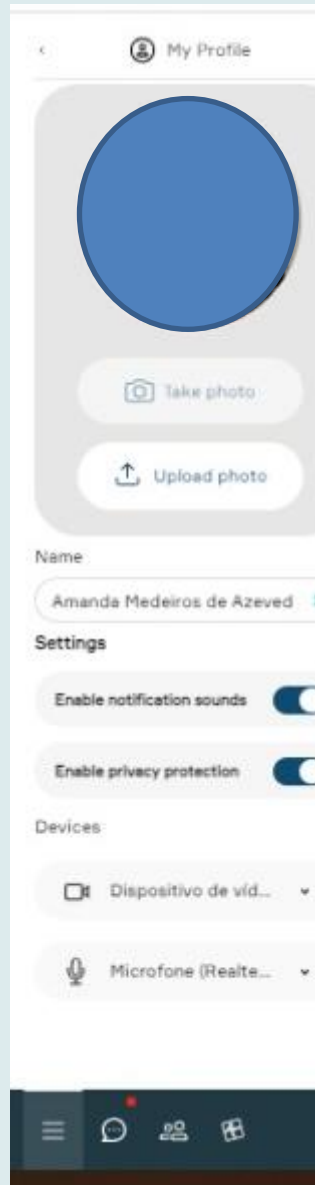 My Profile
Take photo
Upload photo
Name
Amanda Medeiros de Azeved
Settings
Enable notification sounds
Enable privacy protection
Devices
Dispositivo de víd...
Microfone (Realte...